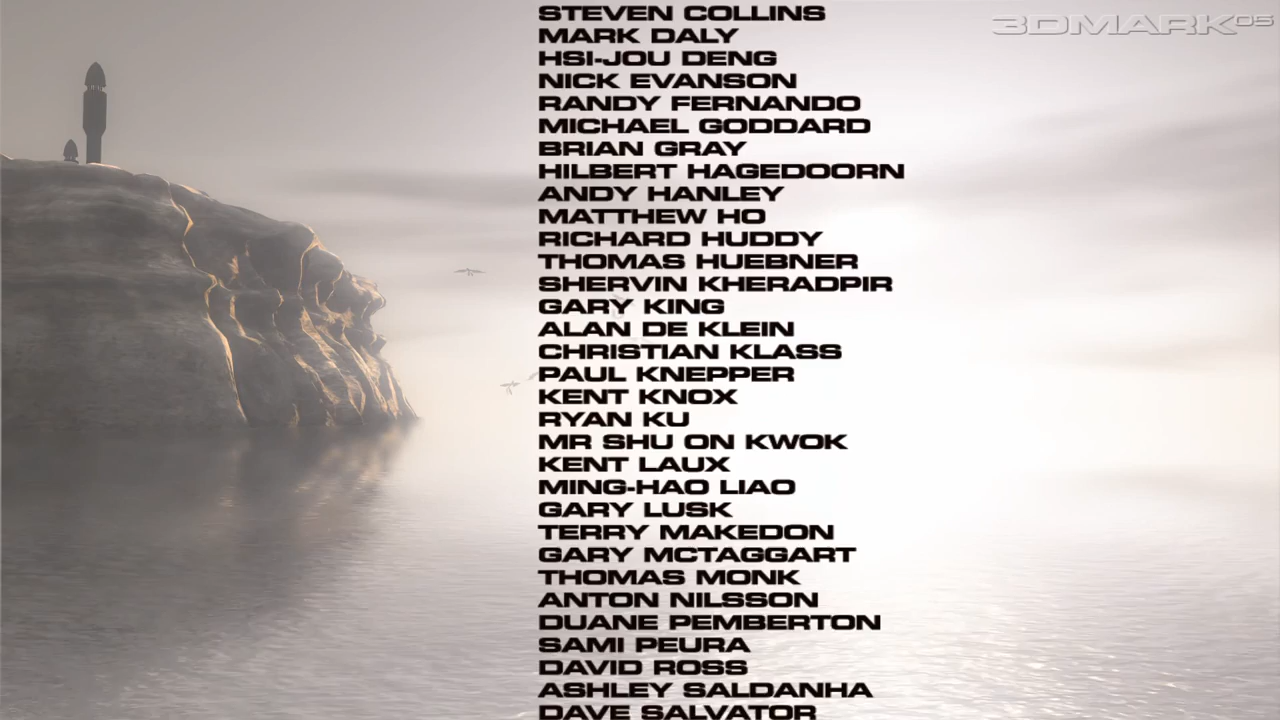 3DMARK05
STEVEN COLLINS
MARK DALY
HSI-JOU DENG
NICK EVANSON
RANDY FERNANDO
MICHAEL GODDARD
BRIAN GRAY
HILBERT HAGEDOORN
ANDY HANLEY
MATTHEW HO
RICHARD HUDDY
THOMAS HUEBNER
SHERVIN KHERADPIR
GARY KING
ALAN DE KLEIN
CHRISTIAN KLASS
PAUL KNEPPER
KENT KNOX
RYAN KU
MR SHU ON KWOK
KENT LAUX
MING-HAO LIAO
GARY LUSK
TERRY MAKEDON
GARY MCTAGGART
THOMAS MONK
ANTON NILSSON
DUANE PEMBERTON
SAMI PEURA
DAVID ROSS
ASHLEY SALDANHA
DAVE SALVATOR